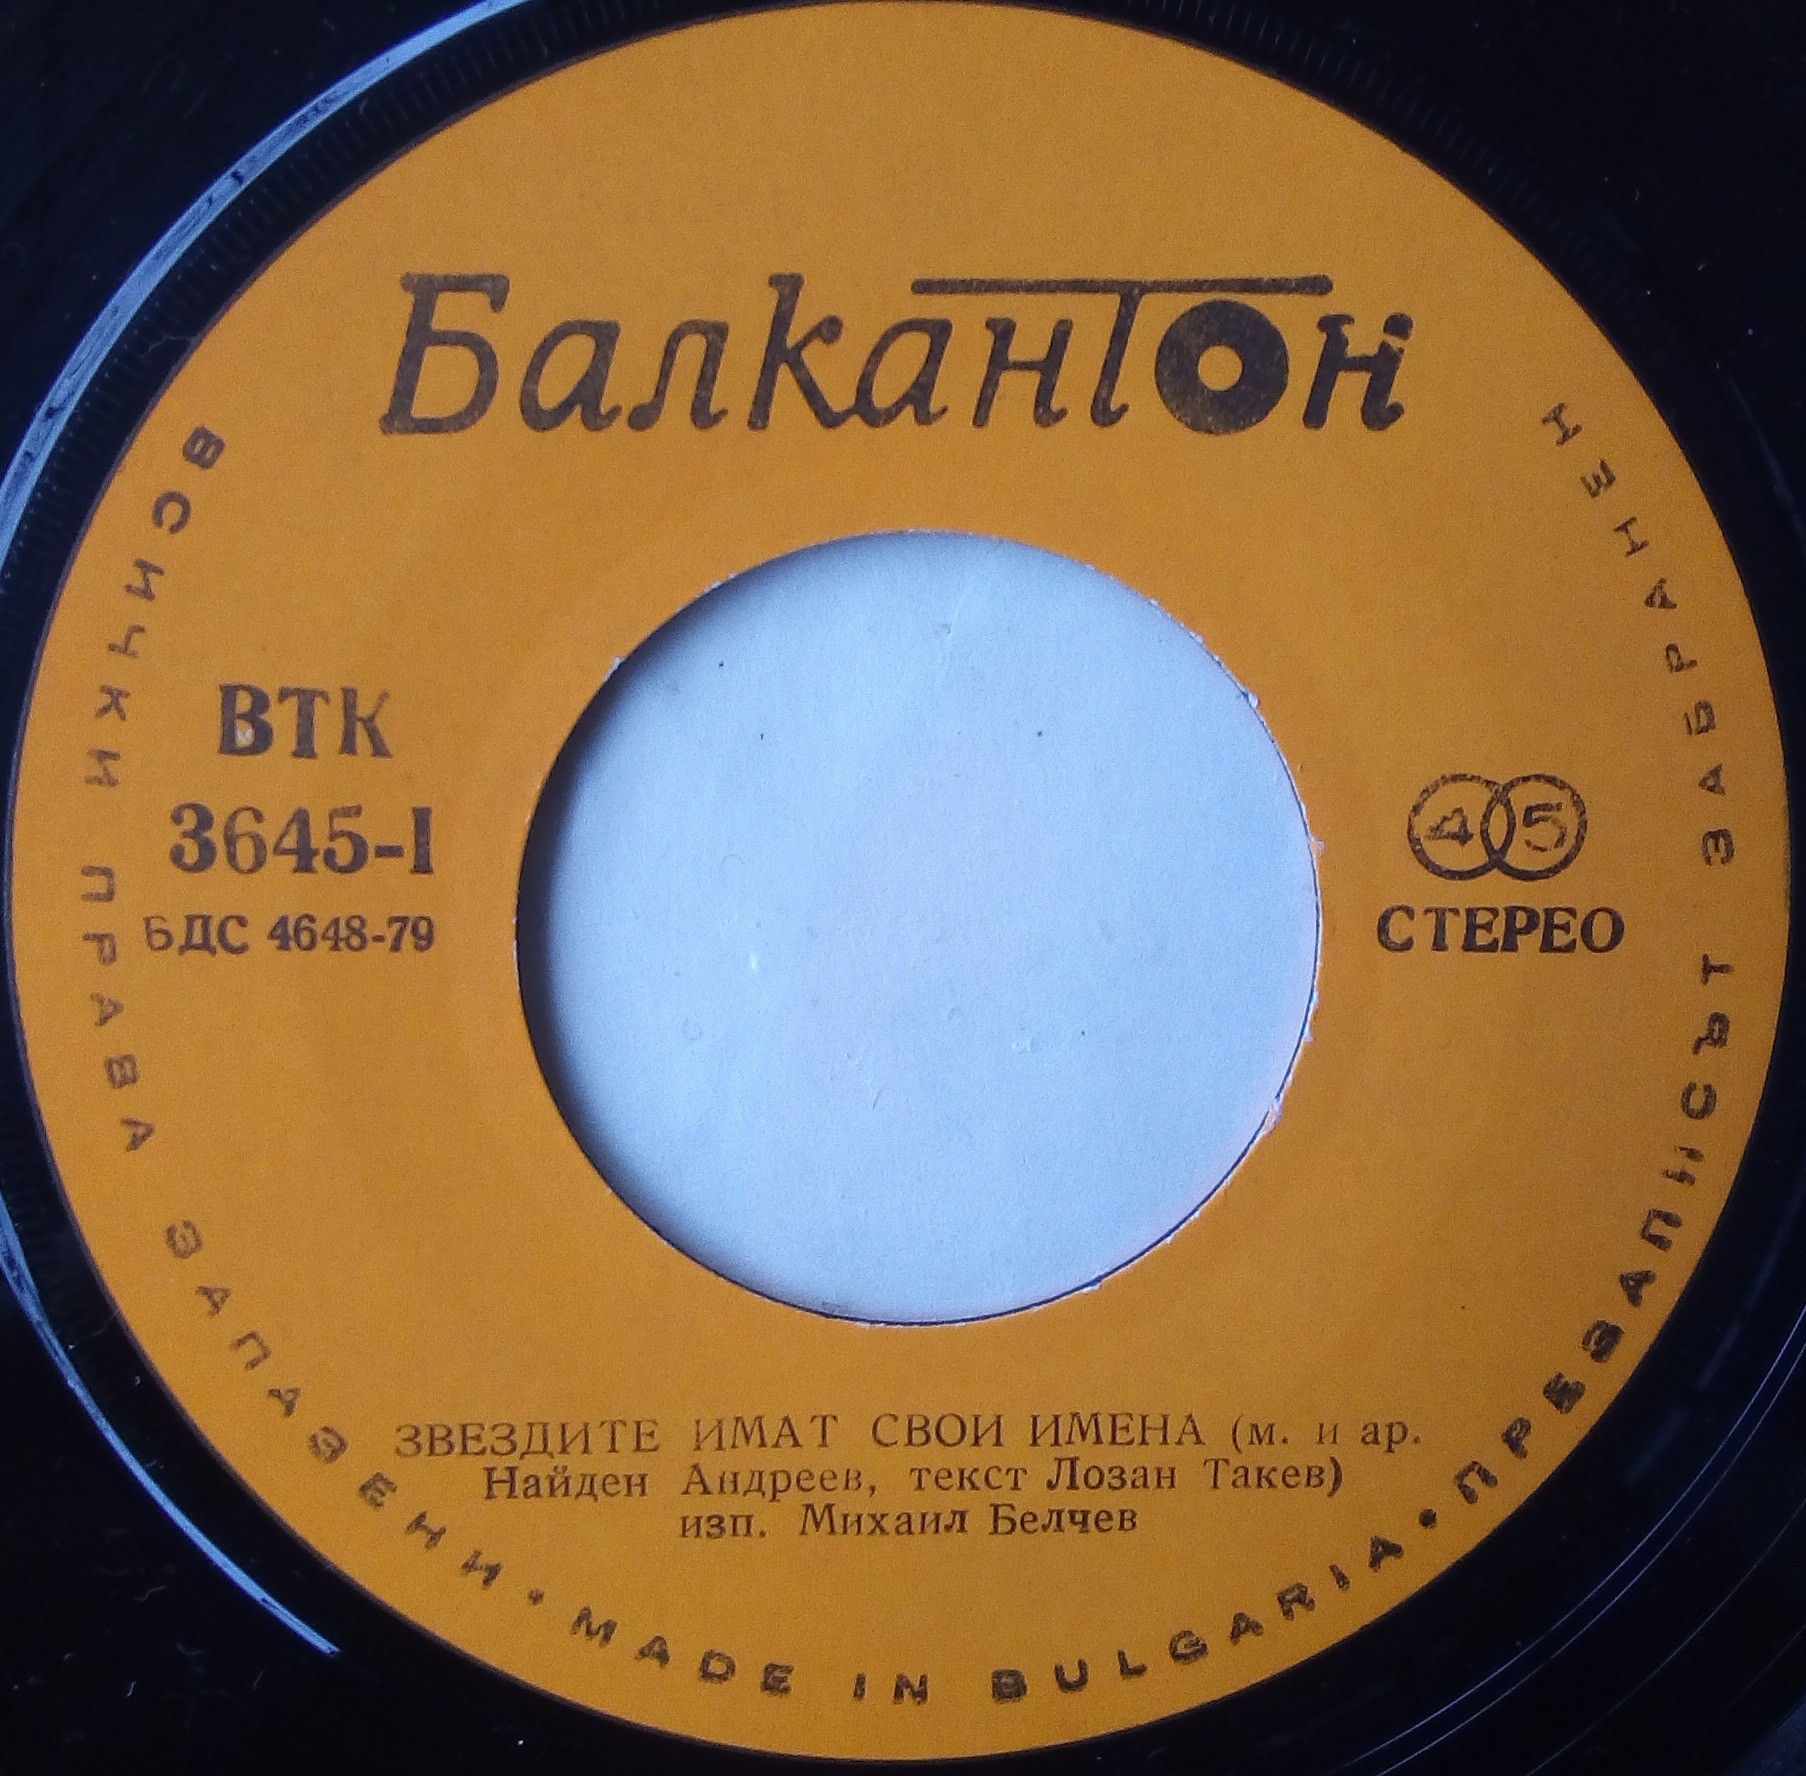 Балкантон
ВТК
3645-I
БДС 4648-79
45
СТЕРЕО
ЗВЕЗДИТЕ ИМАТ СВОИ ИМЕНА (м. и ар.
Найден Андреев, текст Лозан Такев)
изп. Михаил Белчев
ВСИЧКИ ПРАВА ЗАПАЗЕНИ • MADE IN BULGARIA • ПРЕЗАПИСЪТ ЗАБРАНЕН